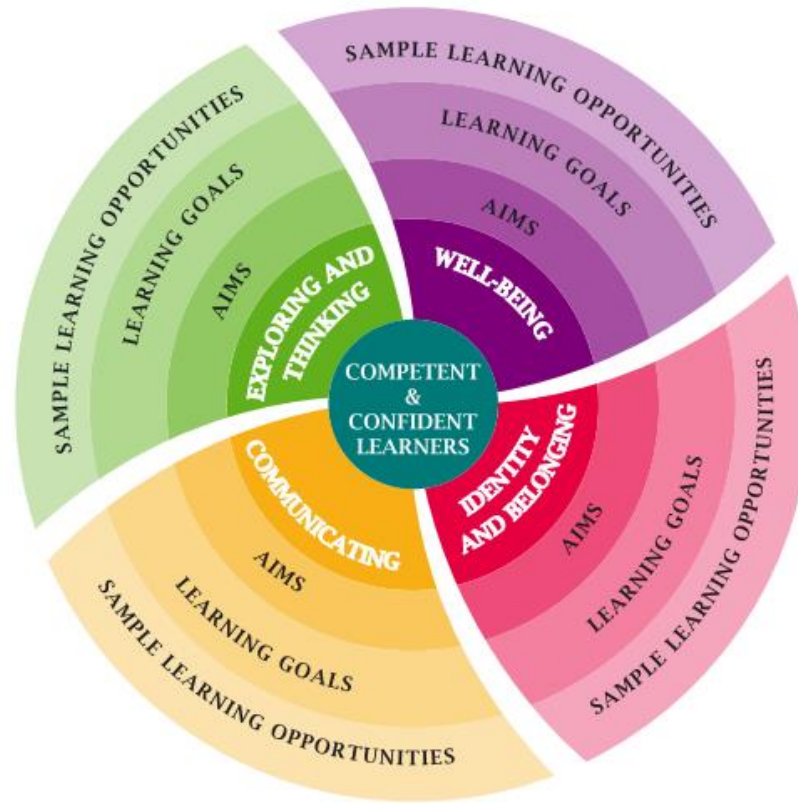 COMPETENT
&
CONFIDENT
LEARNERS
WELL-BEING
AIMS
LEARNING GOALS
SAMPLE LEARNING OPPORTUNITIES
IDENTITY
AND BELONGING
AIMS
LEARNING GOALS
SAMPLE LEARNING OPPORTUNITIES
COMMUNICATING
AIMS
LEARNING GOALS
SAMPLE LEARNING OPPORTUNITIES
EXPLORING AND
THINKING
AIMS
LEARNING GOALS
SAMPLE LEARNING OPPORTUNITIES